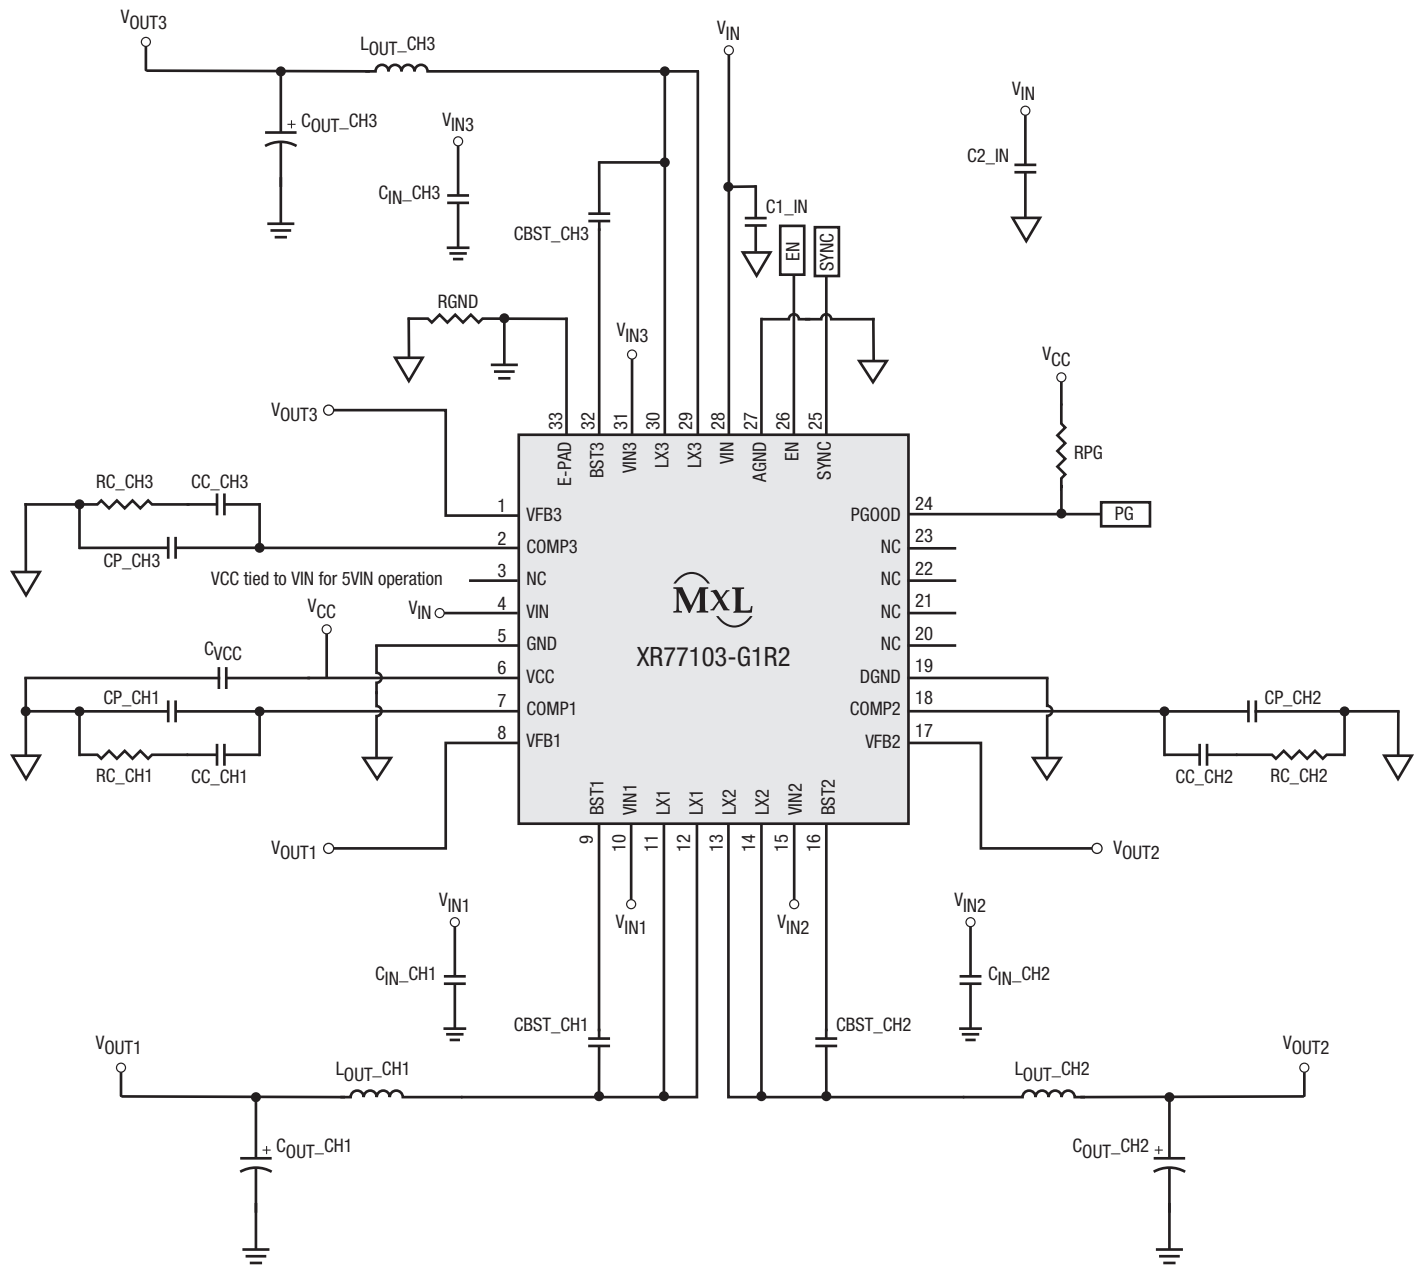 VOUT3
LOUT_CH3
VIN
+ COUT_CH3
VIN3
VIN
C2_IN
CIN_CH3
CBST_CH3
C1_IN
EN
SYNC
RGND
VIN3
VCC
RPG
VOUT3
33 32 31 30 29 28 27 26 25
E-PAD BST3 VIN3 LX3 LX3 VIN AGND EN SYNC
RC_CH3 CC_CH3
CP_CH3
1 VFB3
2 COMP3
3 NC
VCC tied to VIN for 5VIN operation
VIN
4 VIN
VCC
5 GND
CVCC
6 VCC
CP_CH1
7 COMP1
8 VFB1
RC_CH1 CC_CH1
MXL
XR77103-G1R2
PGOOD 24
PG
NC 23
NC 22
NC 21
NC 20
DGND 19
COMP2 18
CP_CH2
VFB2 17
CC_CH2 RC_CH2
BST1 VIN1 LX1 LX1 LX2 LX2 VIN2 BST2
9 10 11 12 13 14 15 16
VOUT1
VOUT2
VIN1
VIN1
VIN2
VIN2
CIN_CH1
CIN_CH2
CBST_CH1
CBST_CH2
VOUT1
LOUT_CH1
LOUT_CH2
VOUT2
+ COUT_CH1
COUT_CH2 +